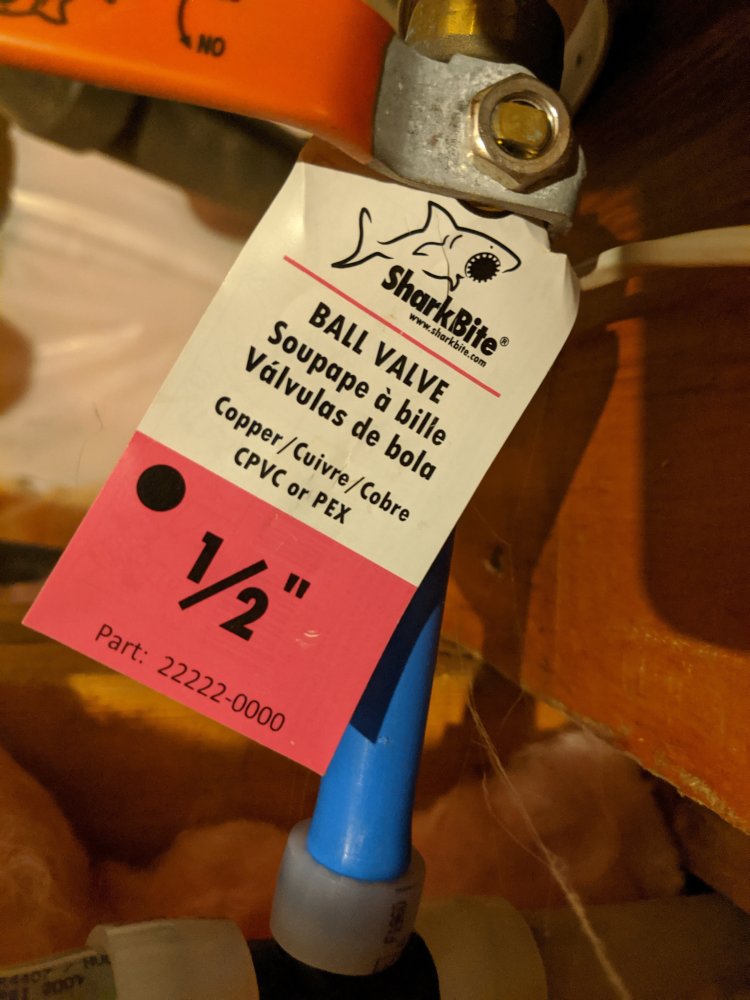 NO
SharkBite®
www.sharkbite.com
BALL VALVE
Soupape à bille
Válvulas de bola
Copper/Cuivre/Cobre
CPVC or PEX
1/2"
Part: 22222-0000